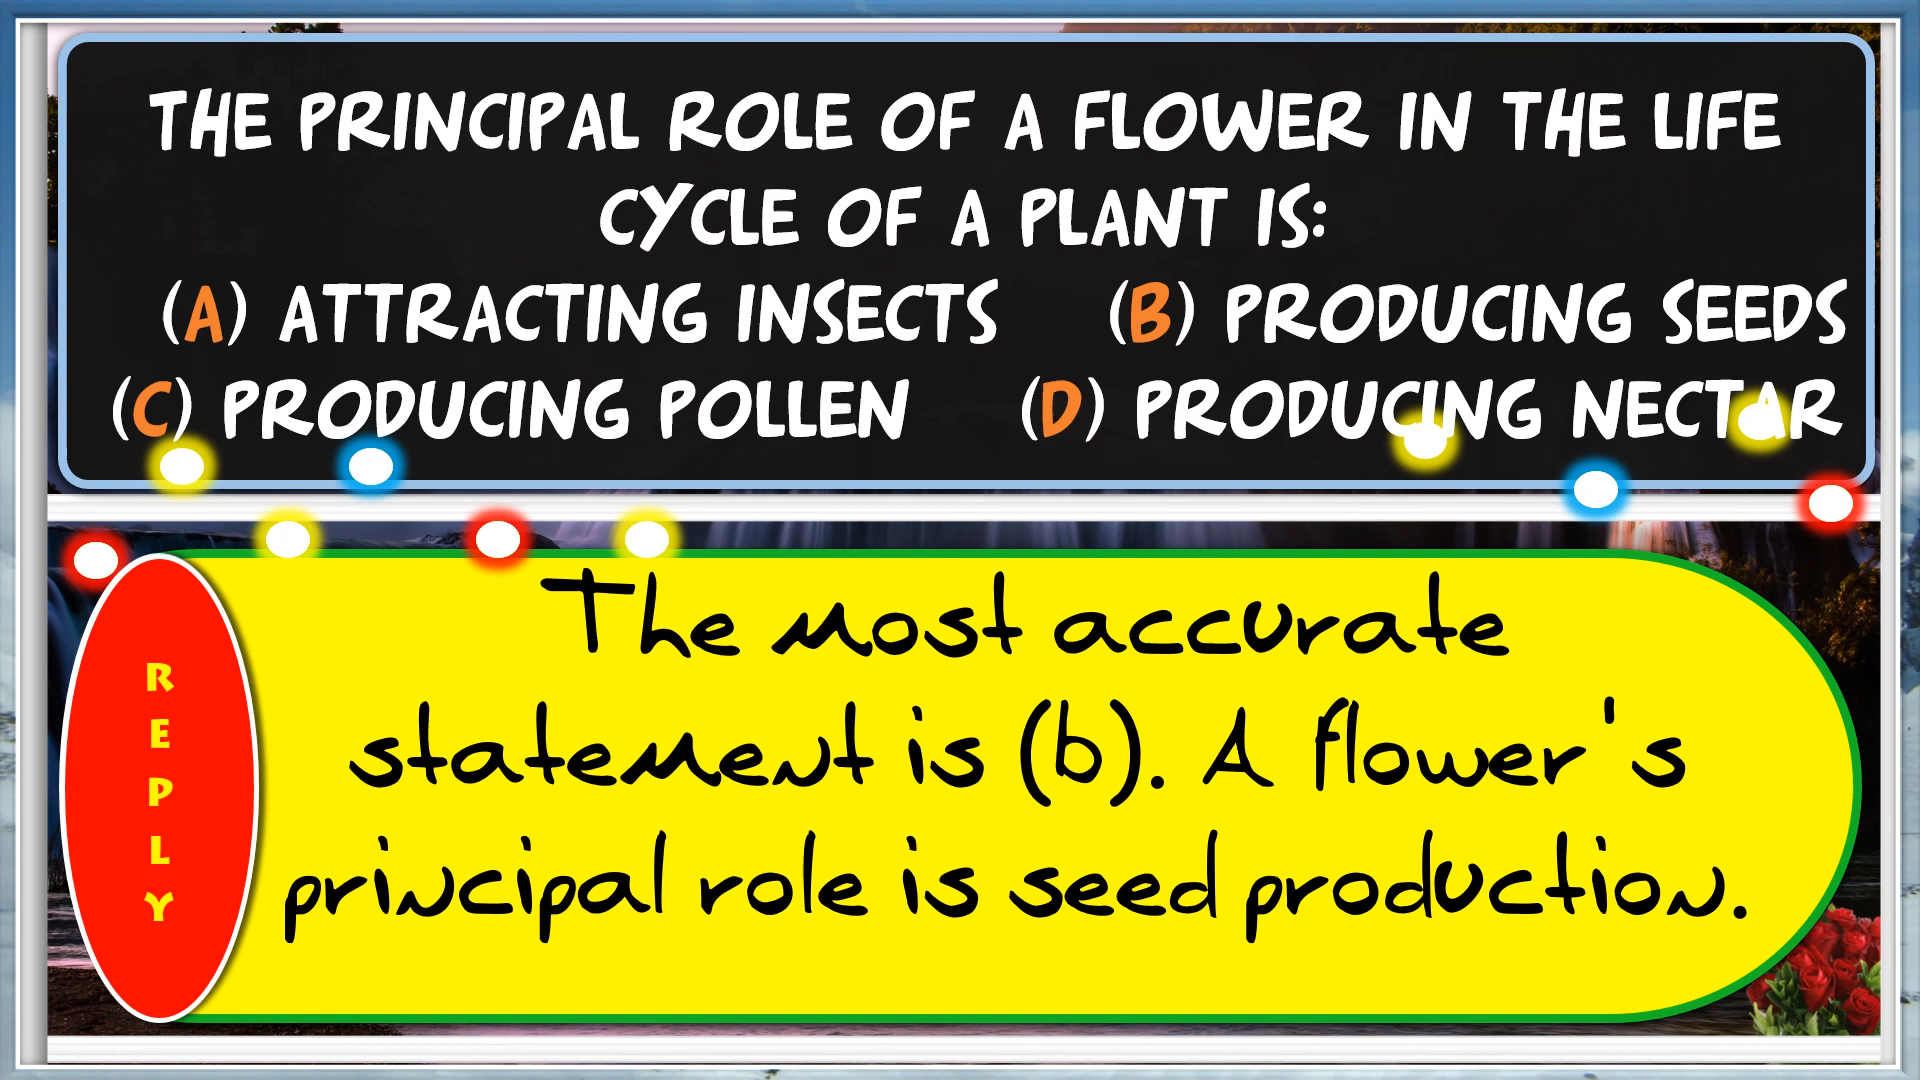 THE PRINCIPAL ROLE OF A FLOWER IN THE LIFE
CYCLE OF A PLANT IS:
(A) ATTRACTING INSECTS (B) PRODUCING SEEDS
(C) PRODUCING POLLEN (D) PRODUCING NECTAR
REPLY
The most accurate
statement is (b). A flower's
principal role is seed production.